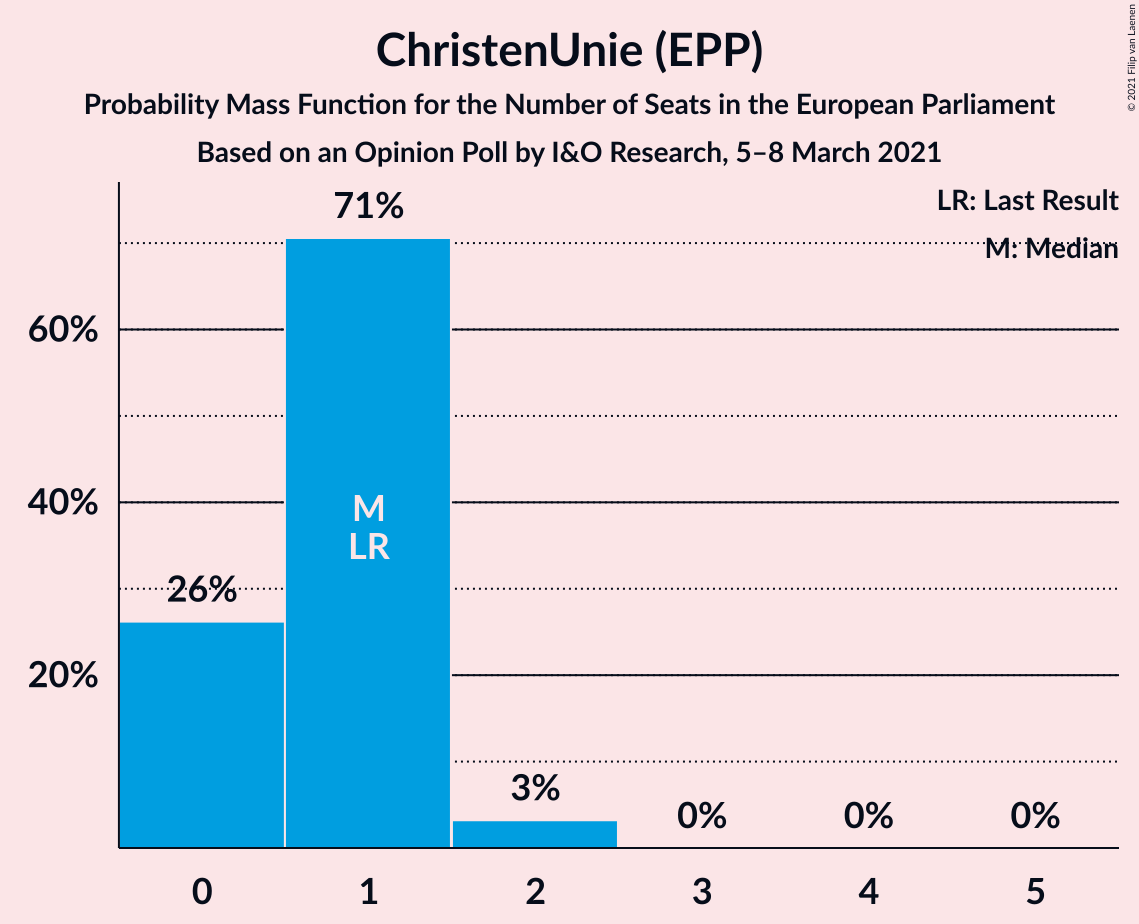 ChristenUnie (EPP)
Probability Mass Function for the Number of Seats in the European Parliament
Based on an Opinion Poll by I&O Research, 5–8 March 2021
© 2021 Filip van Laenen
LR: Last Result
M: Median
71%
60%
40%
M
LR
26%
20%
3%
0%
0%
0%
0
1
2
3
4
5